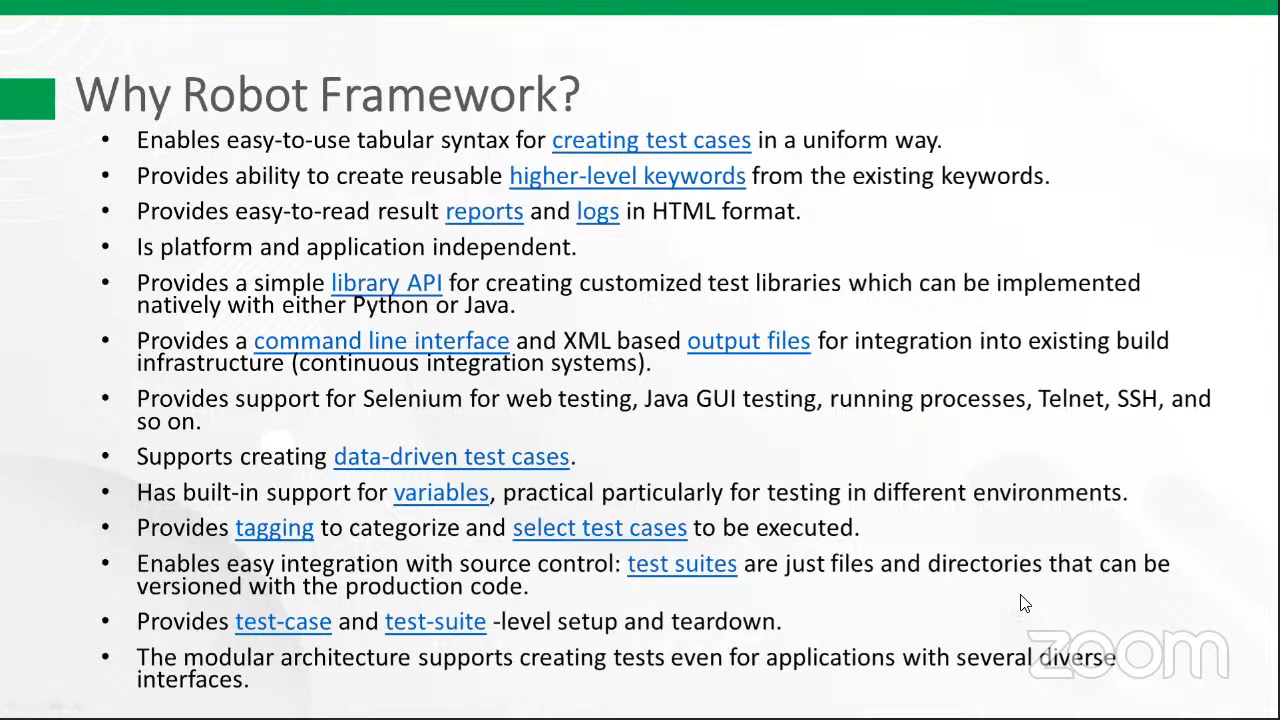 Why Robot Framework?
• Enables easy-to-use tabular syntax for creating test cases in a uniform way.
• Provides ability to create reusable higher-level keywords from the existing keywords.
• Provides easy-to-read result reports and logs in HTML format.
• Is platform and application independent.
• Provides a simple library API for creating customized test libraries which can be implemented
natively with either Python or Java.
• Provides a command line interface and XML based output files for integration into existing build
infrastructure (continuous integration systems).
• Provides support for Selenium for web testing, Java GUI testing, running processes, Telnet, SSH, and
so on.
• Supports creating data-driven test cases.
• Has built-in support for variables, practical particularly for testing in different environments.
• Provides tagging to categorize and select test cases to be executed.
• Enables easy integration with source control: test suites are just files and directories that can be
versioned with the production code.
• Provides test-case and test-suite -level setup and teardown.
• The modular architecture supports creating tests even for applications with several diverse
interfaces.
zoom